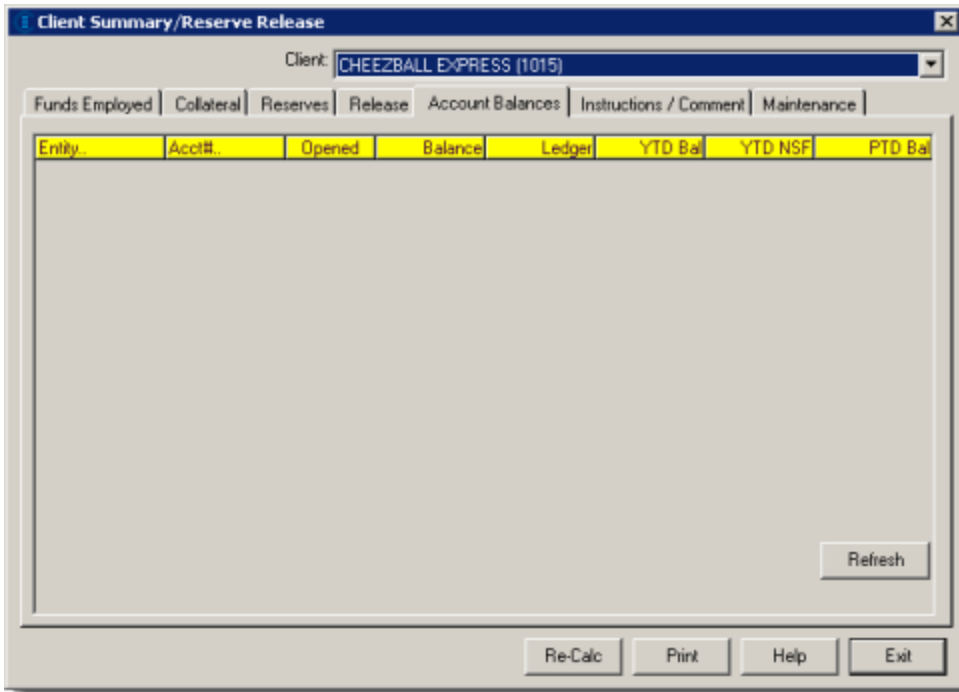 Client Summary/Reserve Release
Client: CHEEZBALL EXPRESS (1015)
Funds Employed Collateral Reserves Release Account Balances Instructions / Comment Maintenance
Entity.. Acct#.. Opened Balance Ledger YTD Bal YTD NSF PTD Bal
Refresh
Re-Calc Print Help Exit